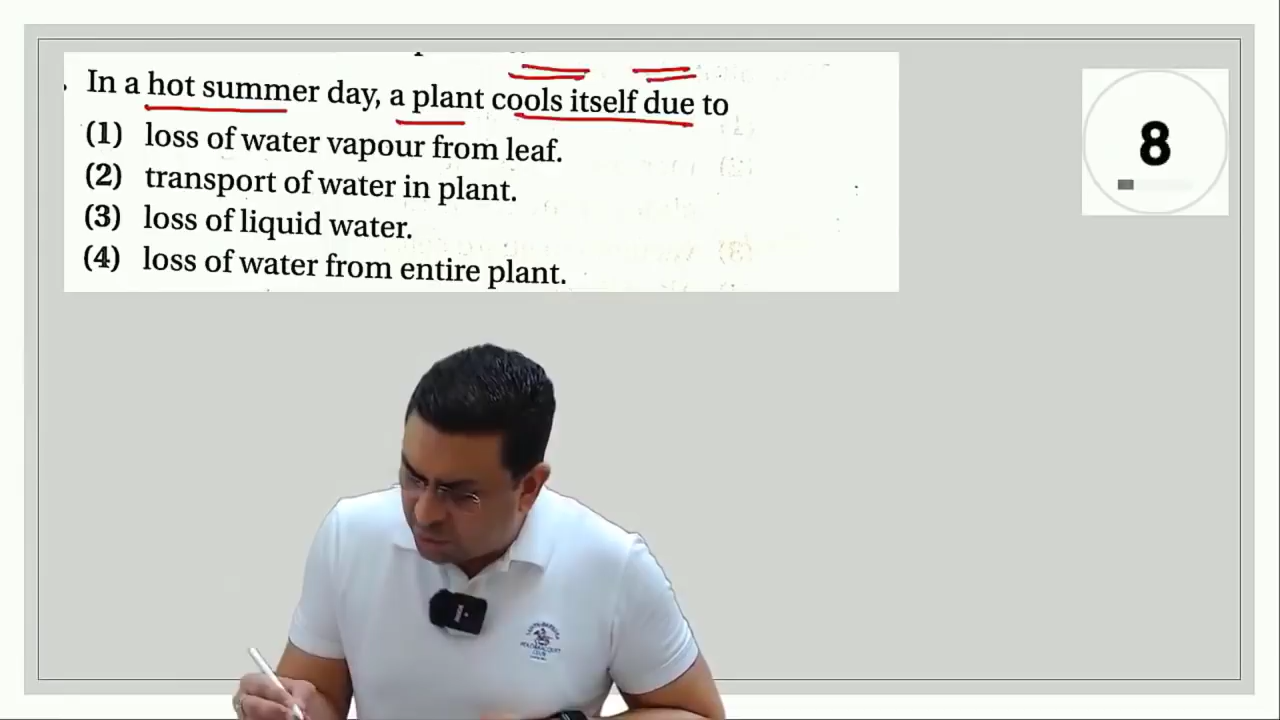 In a hot summer day, a plant cools itself due to
(1) loss of water vapour from leaf.
(2) transport of water in plant.
(3) loss of liquid water.
(4) loss of water from entire plant.
8